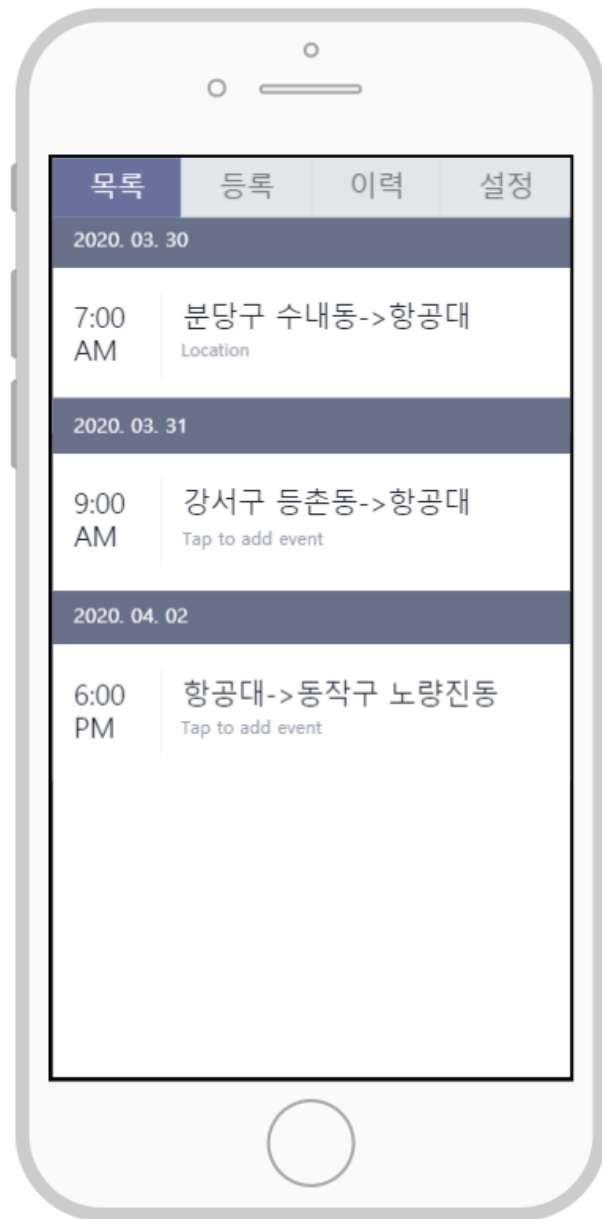 목록 등록 이력 설정
2020. 03. 30
7:00 AM
분당구 수내동->항공대
Location
2020. 03. 31
9:00 AM
강서구 등촌동->항공대
Tap to add event
2020. 04. 02
6:00 PM
항공대->동작구 노량진동
Tap to add event